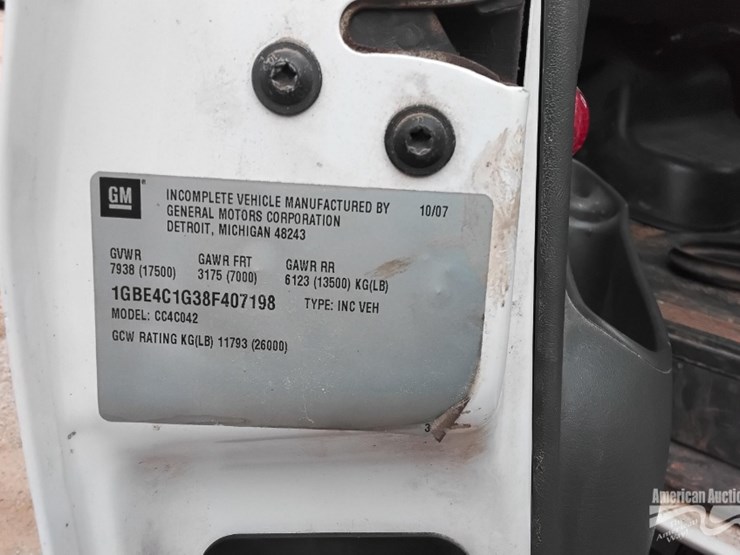 GM
INCOMPLETE VEHICLE MANUFACTURED BY 10/07
GENERAL MOTORS CORPORATION
DETROIT, MICHIGAN 48243
GVWR GAWR FRT GAWR RR
7938 (17500) 3175 (7000) 6123 (13500) KG(LB)
1GBE4C1G38F407198 TYPE: INC VEH
MODEL: CC4C042
GCW RATING KG(LB) 11793 (26000)
3
American Auctio